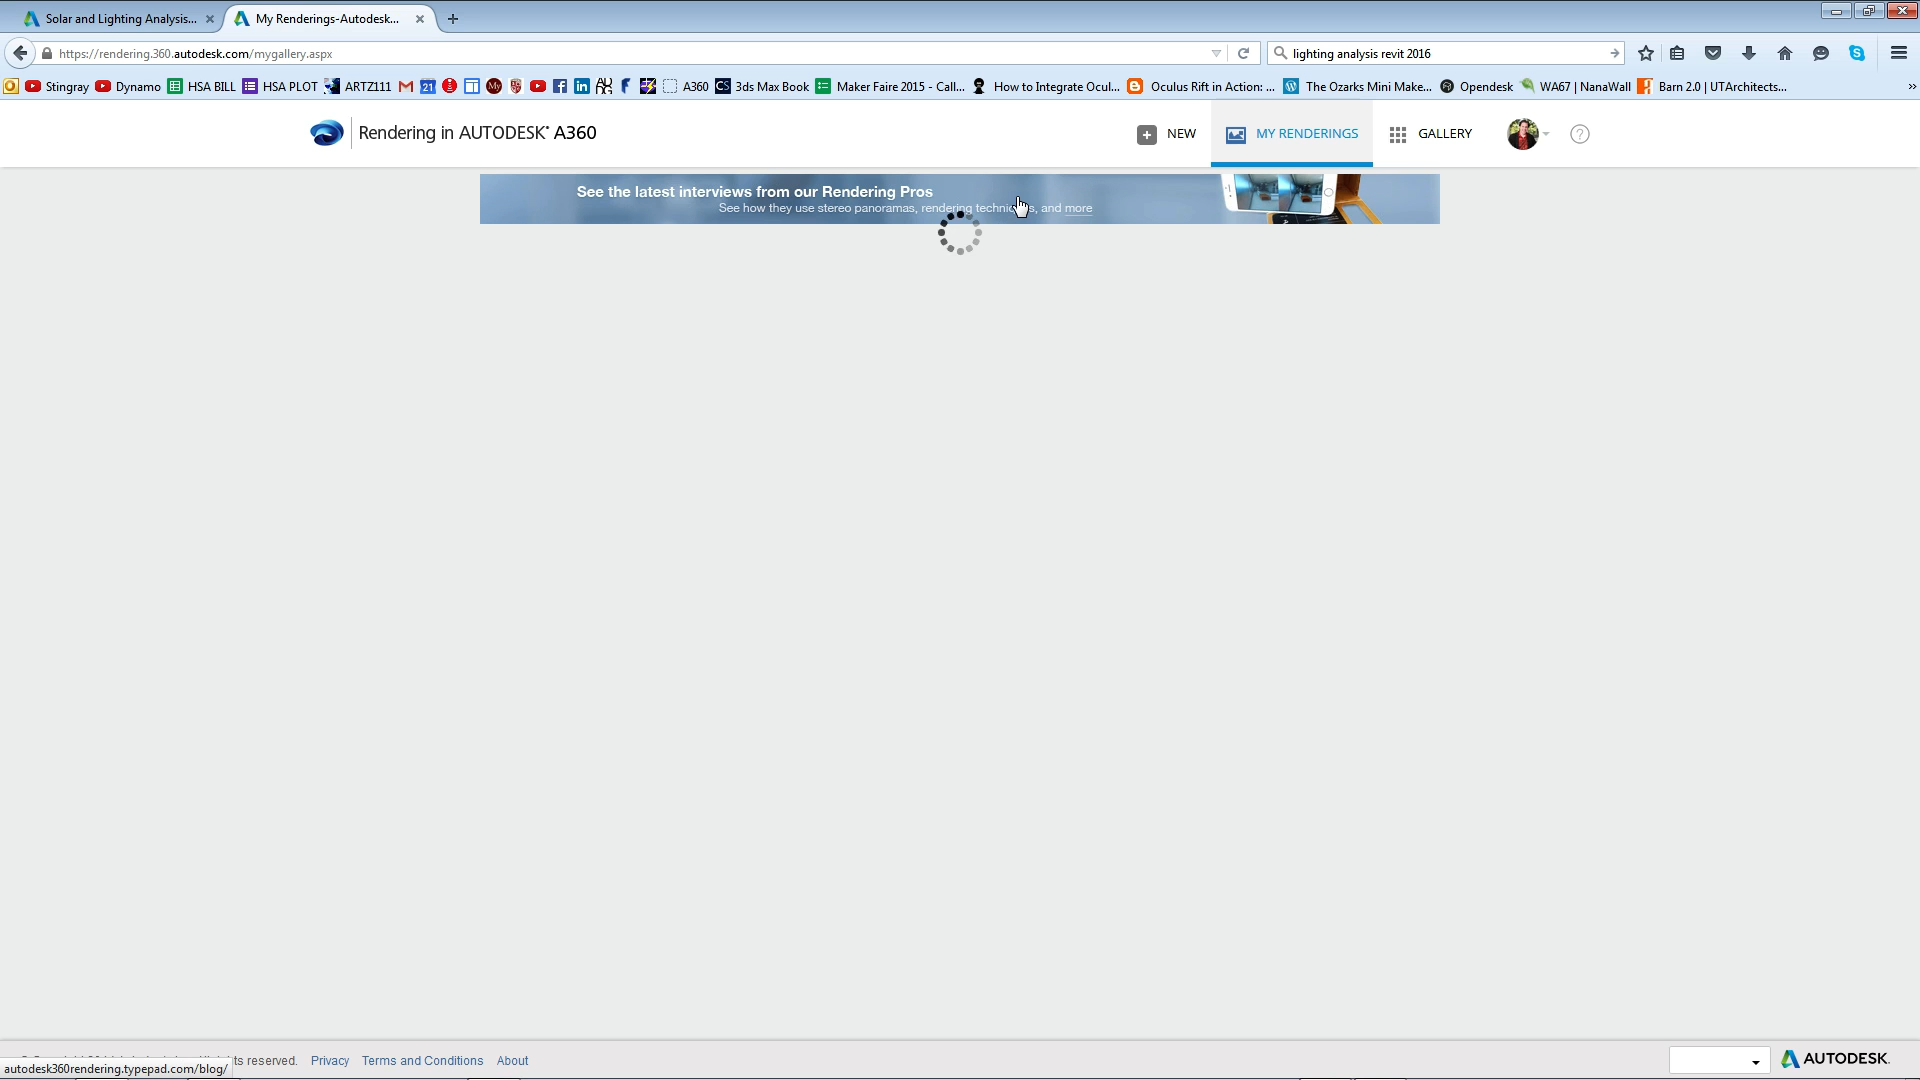 Solar and Lighting Analysis...
My Renderings-Autodesk...
https://rendering.360.autodesk.com/mygallery.aspx
lighting analysis revit 2016
Stingray
Dynamo
HSA BILL
HSA PLOT
ARTZ111
21
My
A360
CS
3ds Max Book
Maker Faire 2015 - Call...
How to Integrate Ocul...
Oculus Rift in Action: ...
The Ozarks Mini Make...
Opendesk
WA67 | NanaWall
Barn 2.0 | UTArchitects...
Rendering in AUTODESK® A360
NEW
MY RENDERINGS
GALLERY
?
See the latest interviews from our Rendering Pros
See how they use stereo panoramas, rendering techni s, and more
ts reserved. Privacy Terms and Conditions About
autodesk360rendering.typepad.com/blog/
AUTODESK.